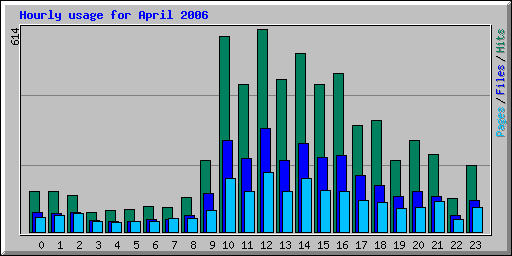 Hourly usage for April 2006
614
Pages / Files / Hits
0 1 2 3 4 5 6 7 8 9 10 11 12 13 14 15 16 17 18 19 20 21 22 23